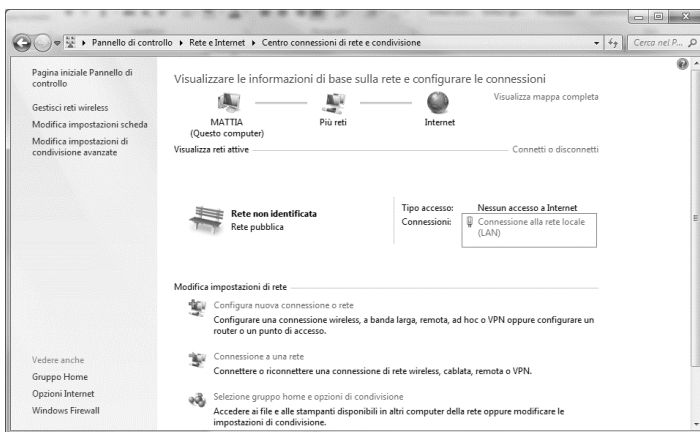 Pannello di controllo ▸ Rete e Internet ▸ Centro connessioni di rete e condivisione
Cerca nel P...
Pagina iniziale Pannello di
controllo
Gestisci reti wireless
Modifica impostazioni scheda
Modifica impostazioni di
condivisione avanzate
Vedere anche
Gruppo Home
Opzioni Internet
Windows Firewall
Visualizzare le informazioni di base sulla rete e configurare le connessioni
Visualizza mappa completa
MATTIA
(Questo computer)
Più reti
Internet
Visualizza reti attive
Connetti o disconnetti
Rete non identificata
Rete pubblica
Tipo accesso: Nessun accesso a Internet
Connessioni: Connessione alla rete locale
(LAN)
Modifica impostazioni di rete
Configura nuova connessione o rete
Configurare una connessione wireless, a banda larga, remota, ad hoc o VPN oppure configurare un
router o un punto di accesso.
Connessione a una rete
Connettere o riconnettere una connessione di rete wireless, cablata, remota o VPN.
Selezione gruppo home e opzioni di condivisione
Accedere ai file e alle stampanti disponibili in altri computer della rete oppure modificare le
impostazioni di condivisione.